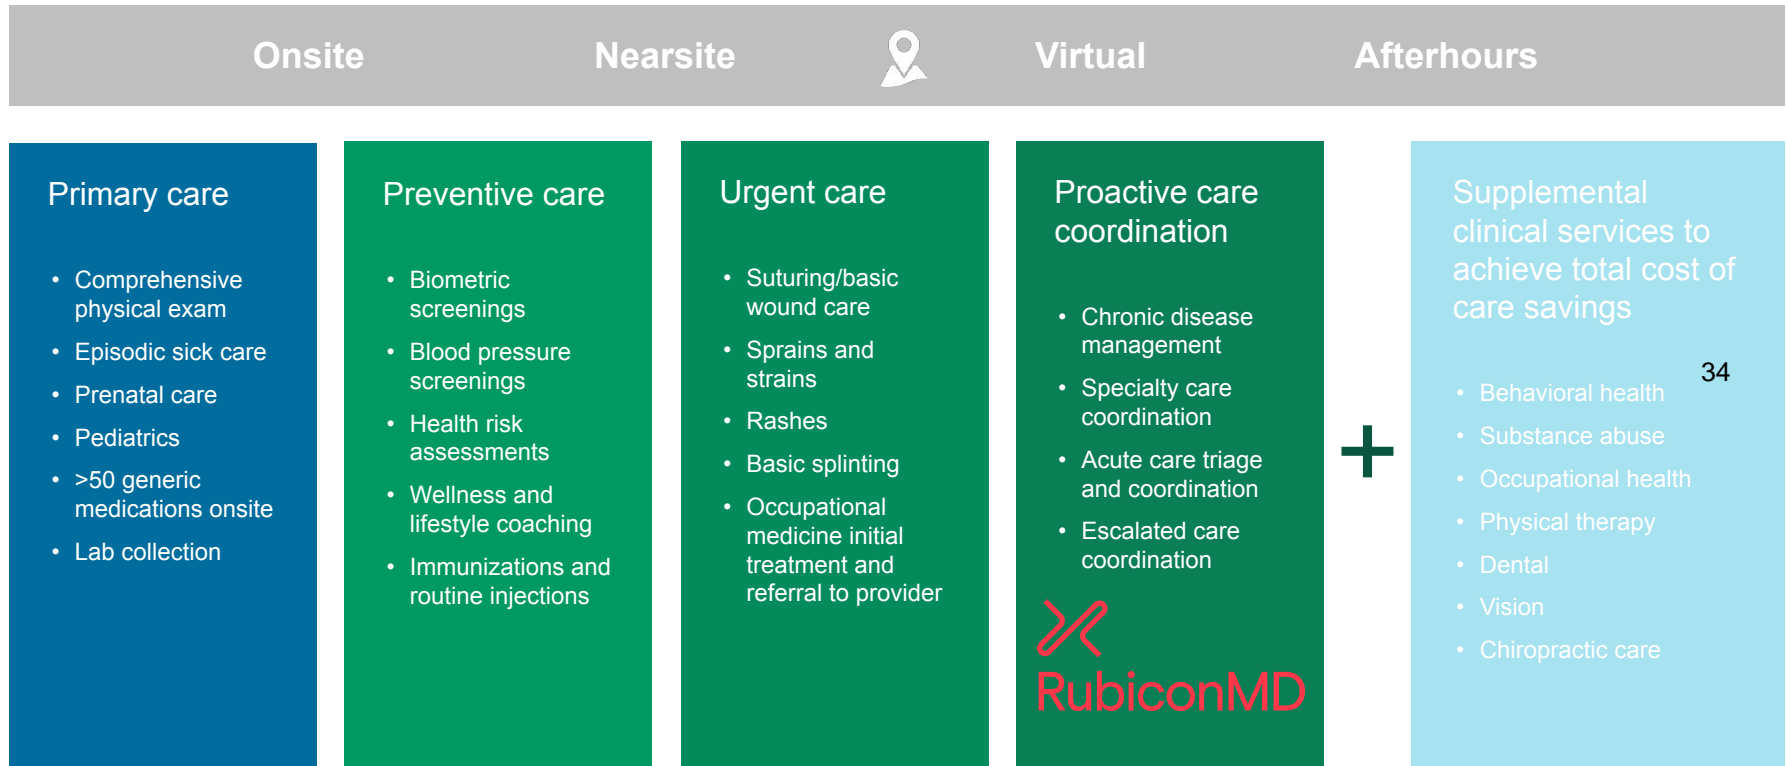 Onsite Nearsite Virtual Afterhours
Primary care
• Comprehensive
physical exam
• Episodic sick care
• Prenatal care
• Pediatrics
• >50 generic
medications onsite
• Lab collection
Preventive care
• Biometric
screenings
• Blood pressure
screenings
• Health risk
assessments
• Wellness and
lifestyle coaching
• Immunizations and
routine injections
Urgent care
• Suturing/basic
wound care
• Sprains and
strains
• Rashes
• Basic splinting
• Occupational
medicine initial
treatment and
referral to provider
Proactive care
coordination
• Chronic disease
management
• Specialty care
coordination
• Acute care triage
and coordination
• Escalated care
coordination
RubiconMD
+
Supplemental
clinical services to
achieve total cost of
care savings
34
• Behavioral health
• Substance abuse
• Occupational health
• Physical therapy
• Dental
• Vision
• Chiropractic care